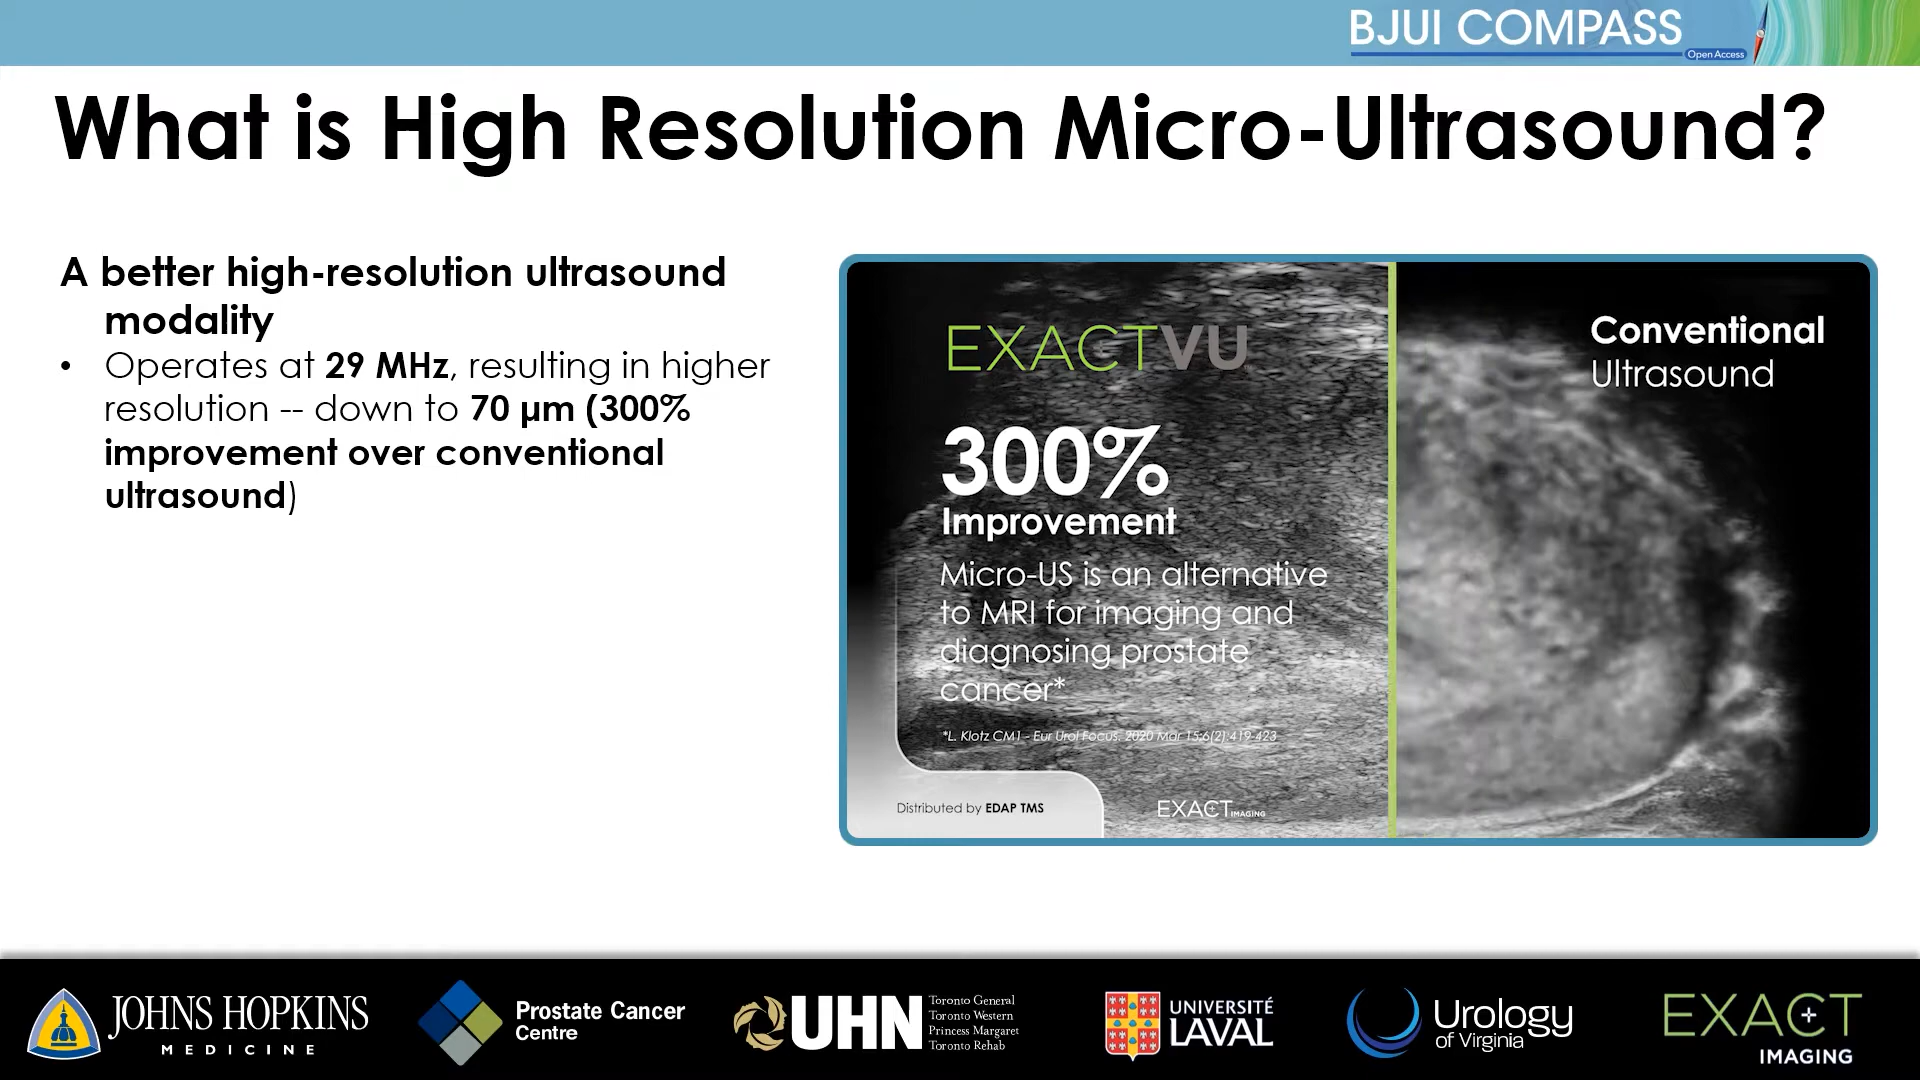 BJUI COMPASS
Open Access
What is High Resolution Micro-Ultrasound?
A better high-resolution ultrasound
modality
• Operates at 29 MHz, resulting in higher
resolution -- down to 70 µm (300%
improvement over conventional
ultrasound)
EXACTVU
300%
Improvement
Micro-US is an alternative
to MRI for imaging and
diagnosing prostate
cancer*
*L. Klotz CM1 - Eur Urol Focus. 2020 Mar 15;6(2):419-423
Distributed by EDAP TMS
EXACT IMAGING
Conventional
Ultrasound
JOHNS HOPKINS
MEDICINE
Prostate Cancer
Centre
UHN
Toronto General
Toronto Western
Princess Margaret
Toronto Rehab
UNIVERSITÉ
LAVAL
Urology
of Virginia
EXACT
IMAGING